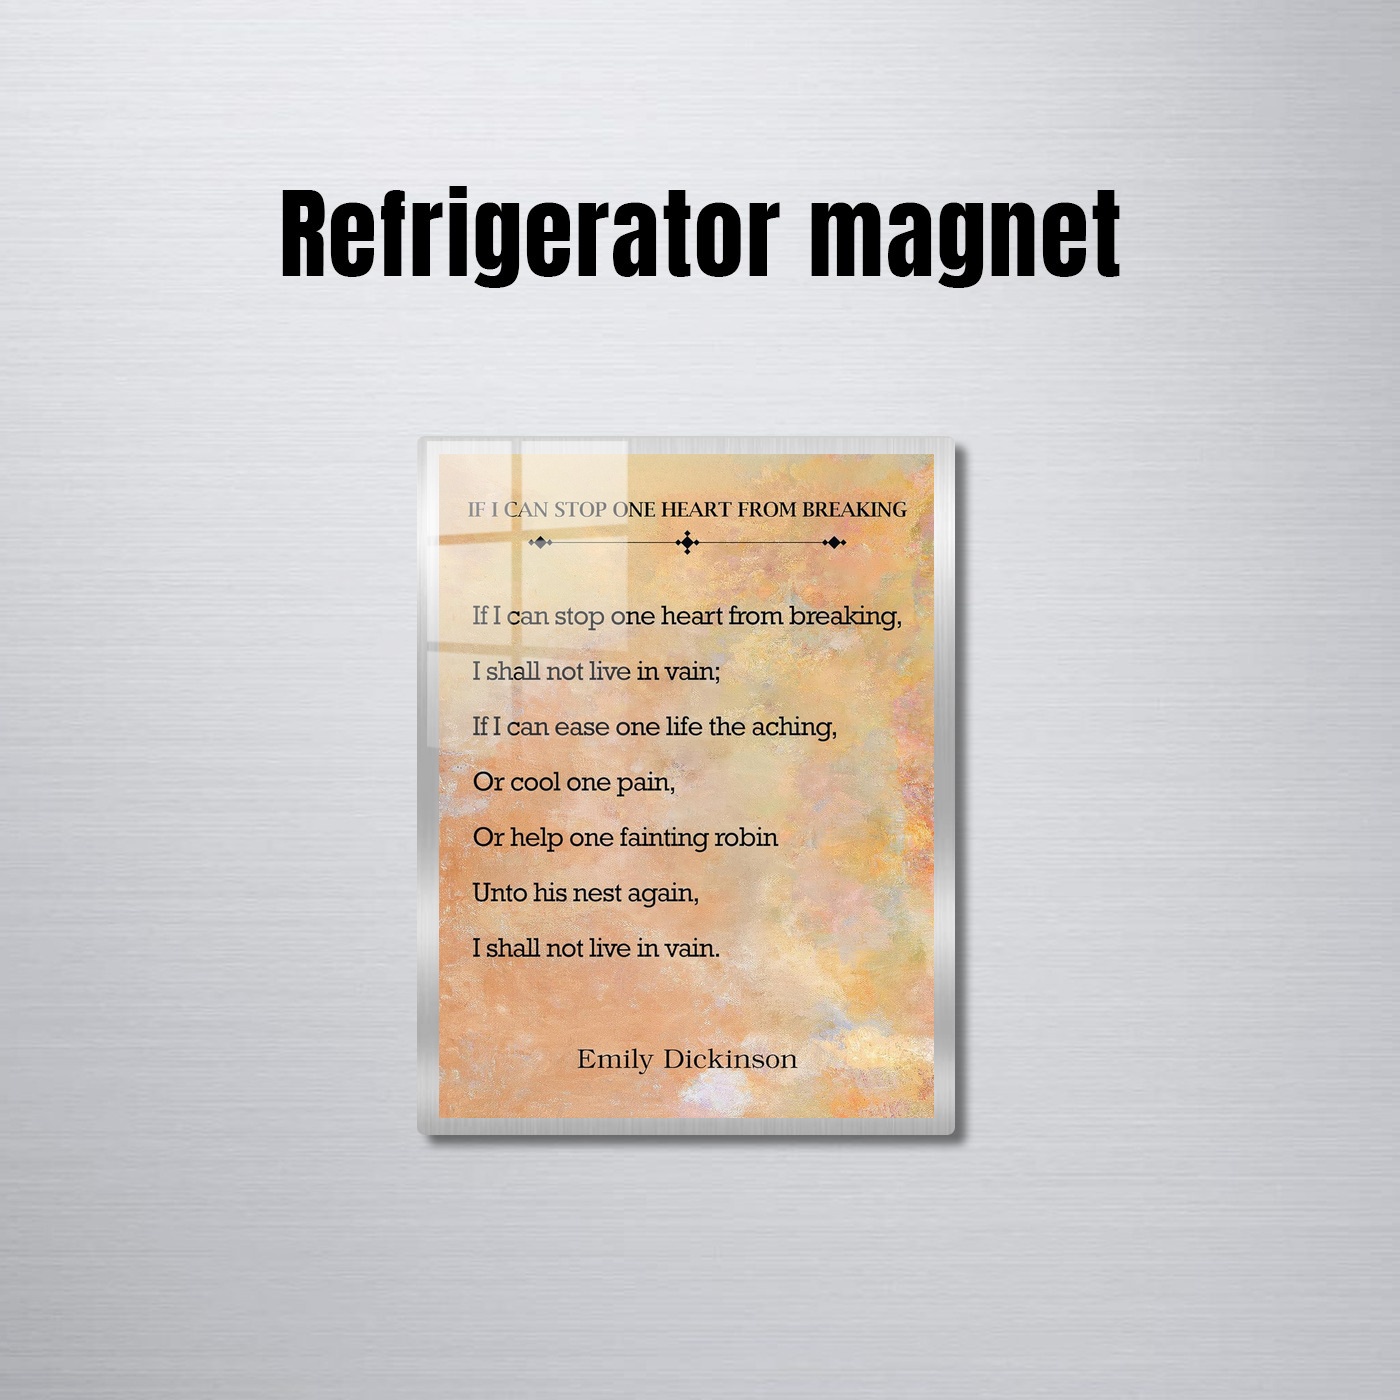 Refrigerator magnet
IF I CAN STOP ONE HEART FROM BREAKING
If I can stop one heart from breaking,
I shall not live in vain;
If I can ease one life the aching,
Or cool one pain,
Or help one fainting robin
Unto his nest again,
I shall not live in vain.
Emily Dickinson